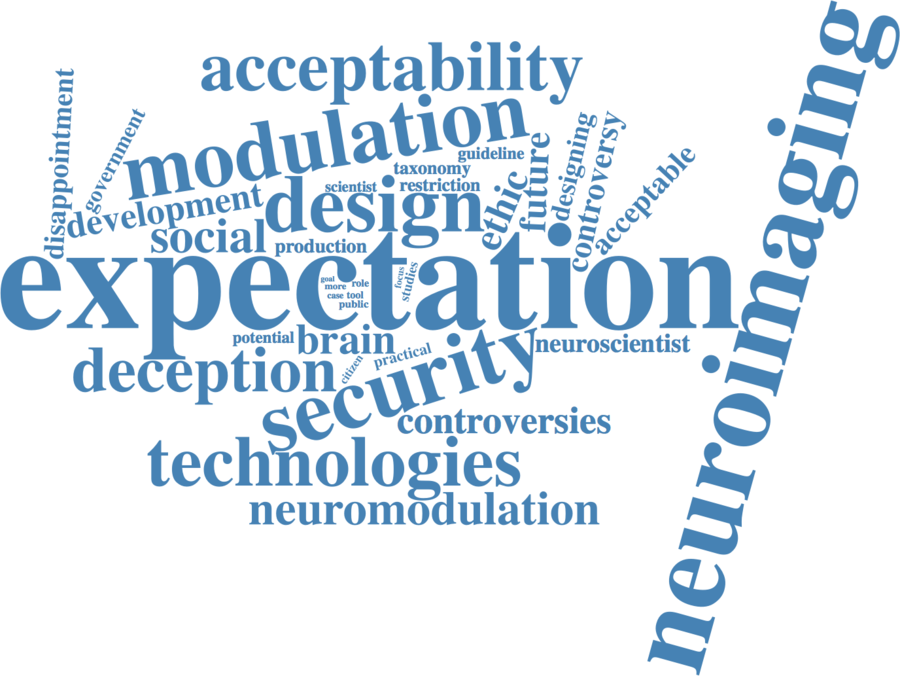 acceptability
neuroimaging
disappointment
government
modulation
guideline
taxonomy
restriction
scientist
development
design
ethic
future
designing
controversy
acceptable
social
production
expectation
goal
more
role
case
tool
public
focus
studies
potential
brain
neuroscientist
deception
citizen
practical
security
controversies
technologies
neuromodulation